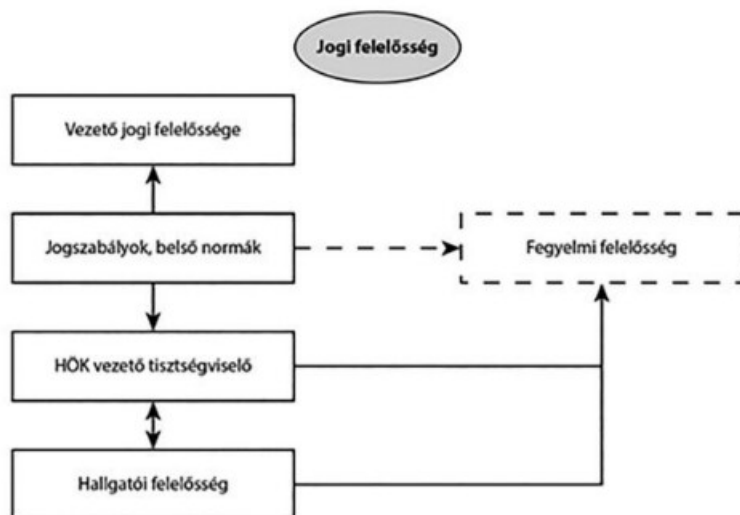 Jogi felelősség
Vezető jogi felelőssége
Jogszabályok, belső normák
Fegyelmi felelősség
HÖK vezető tisztségviselő
Hallgatói felelősség